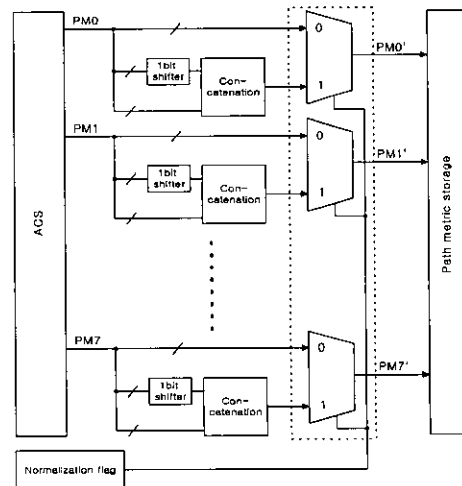 PM0
0
PM0'
1bit
shifter
Con-
catenation
1
PM1
0
PM1'
1bit
shifter
Con-
catenation
1
ACS
Path metric storage
PM7
0
PM7'
1bit
shifter
Con-
catenation
1
Normalization flag